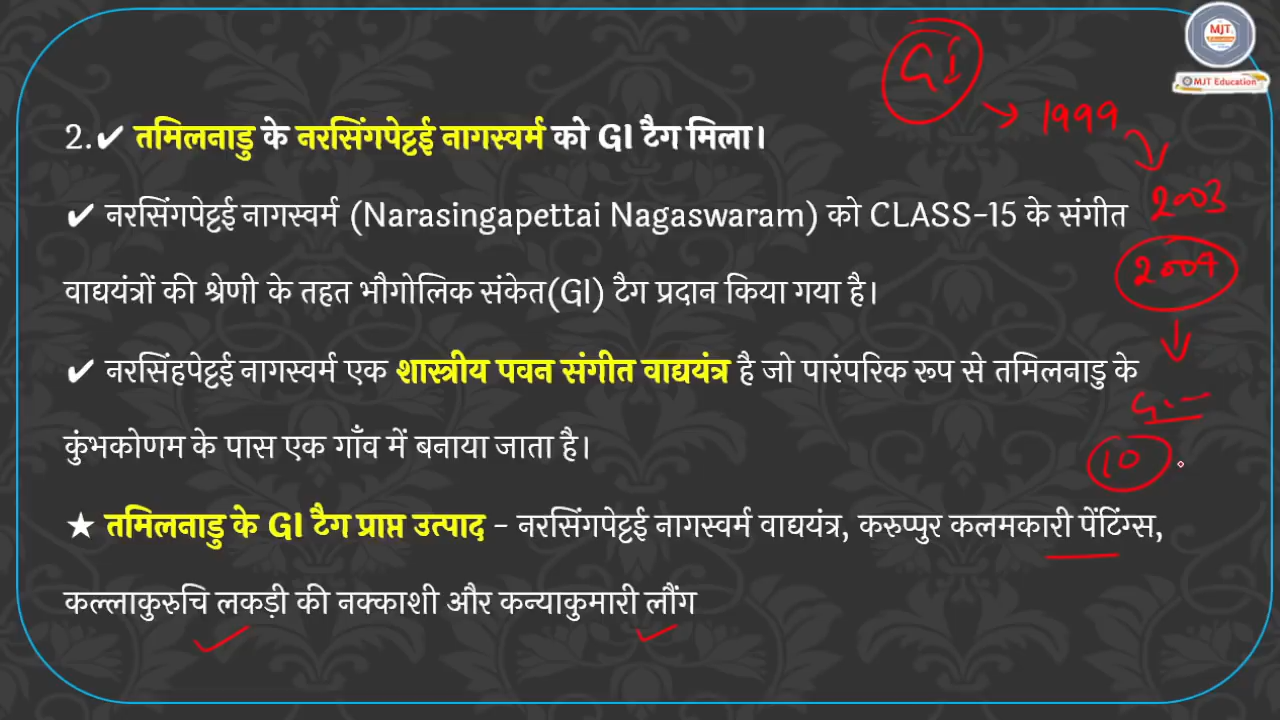 MJT
EDUCATION
MJT Education
GI
→ 1999
2003
2009
10
2.✔ तमिलनाडु के नरसिंगपेट्टई नागस्वर्म को GI टैग मिला।
✔ नरसिंगपेट्टई नागस्वर्म (Narasingapettai Nagaswaram) को CLASS-15 के संगीत
वाद्ययंत्रों की श्रेणी के तहत भौगोलिक संकेत(GI) टैग प्रदान किया गया है।
✔ नरसिंहपेट्टई नागस्वर्म एक शास्त्रीय पवन संगीत वाद्ययंत्र है जो पारंपरिक रूप से तमिलनाडु के
कुंभकोणम के पास एक गाँव में बनाया जाता है।
★ तमिलनाडु के GI टैग प्राप्त उत्पाद - नरसिंगपेट्टई नागस्वर्म वाद्ययंत्र, करुप्पुर कलमकारी पेंटिंग्स,
कल्लाकुरुचि लकड़ी की नक्काशी और कन्याकुमारी लौंग